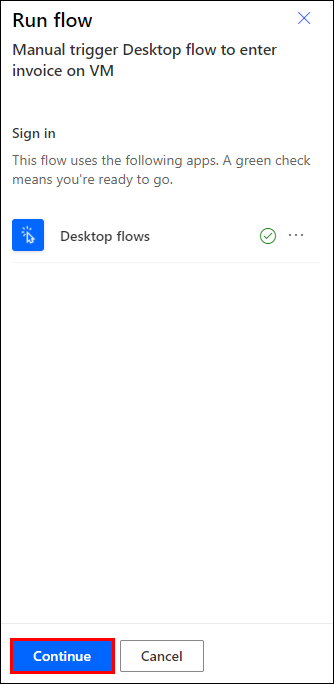 Run flow
Manual trigger Desktop flow to enter
invoice on VM
Sign in
This flow uses the following apps. A green check
means you're ready to go.
Desktop flows
Continue
Cancel